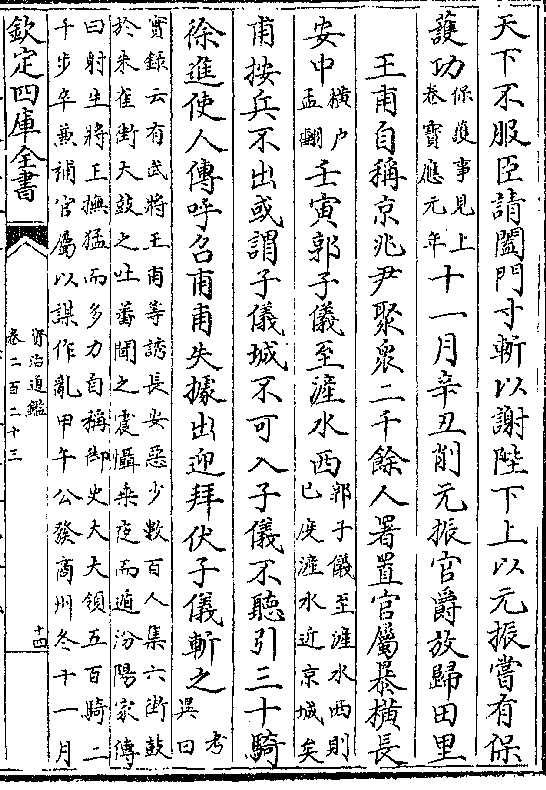 天下不服臣請闔門寸斬以謝陛下上以元振嘗有保
護功保護事見上卷寶應元年十一月辛丑削元振官爵放歸田里
王甫自稱京兆尹聚衆二千餘人署置官屬暴橫長
安中橫户孟翻壬寅郭子儀至滻水西郭子儀至滻水西則已度滻水近京城矣
甫按兵不出或謂子儀城不可入子儀不聽引三十騎
徐進使人傳呼召甫甫失據出迎拜伏子儀斬之考異曰
實録云有武將王甫等誘長安惡少數百人集六街鼓
於朱雀街大鼓之吐蕃聞之震懾乘夜而遁汾陽家傳
曰射生將王撫猛而多力自稱御史大夫領五百騎二
千步卒兼補官屬以謀作亂甲午公發商州冬十一月
欽定四庫全書
資治通鑑
卷二百二十三
十四